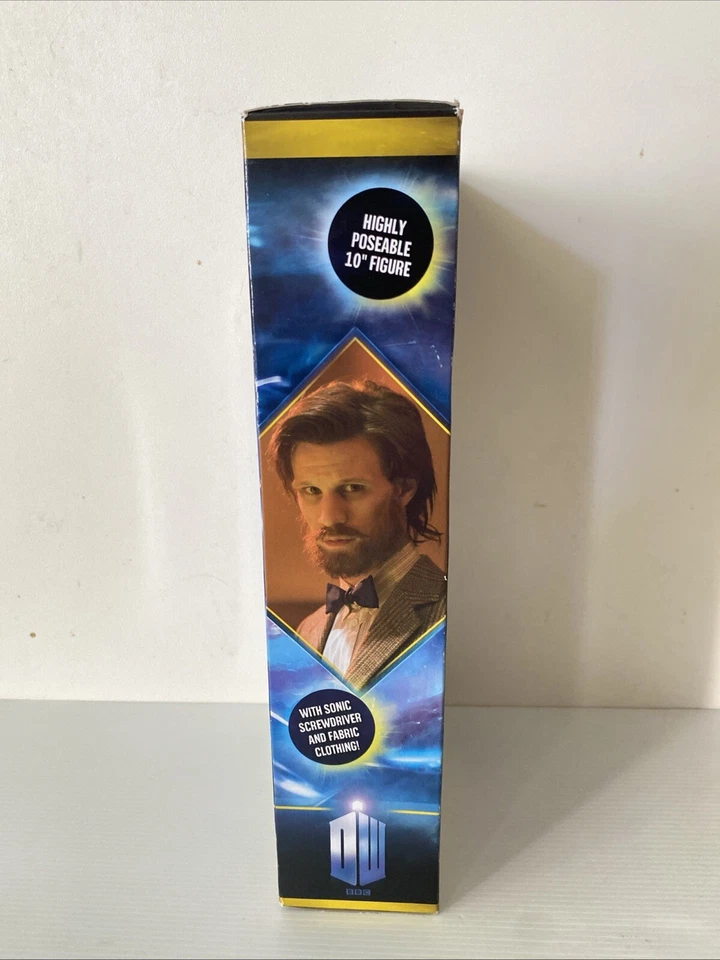 HIGHLY
POSEABLE
10" FIGURE
WITH SONIC
SCREWDRIVER
AND FABRIC
CLOTHING!
DW
BBC